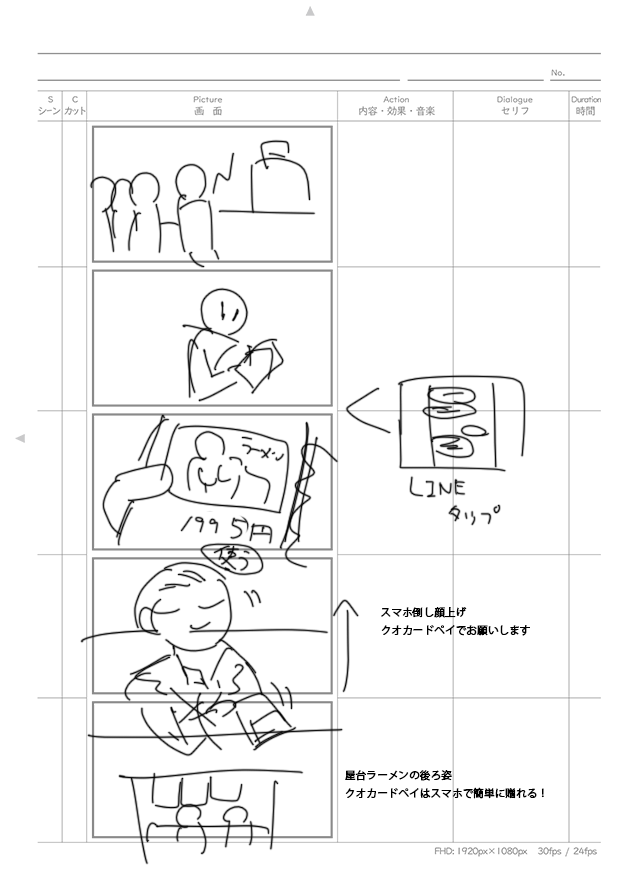 No.
S C Picture Action Dialogue Duration
シーン カット 画 面 内容・効果・音楽 セリフ 時間
ラーメン
LINE
タップ
1995円
使う
スマホ倒し顔上げ
クオカードペイでお願いします
屋台ラーメンの後ろ姿
クオカードペイはスマホで簡単に贈れる！
FHD: 1920px×1080px 30fps / 24fps